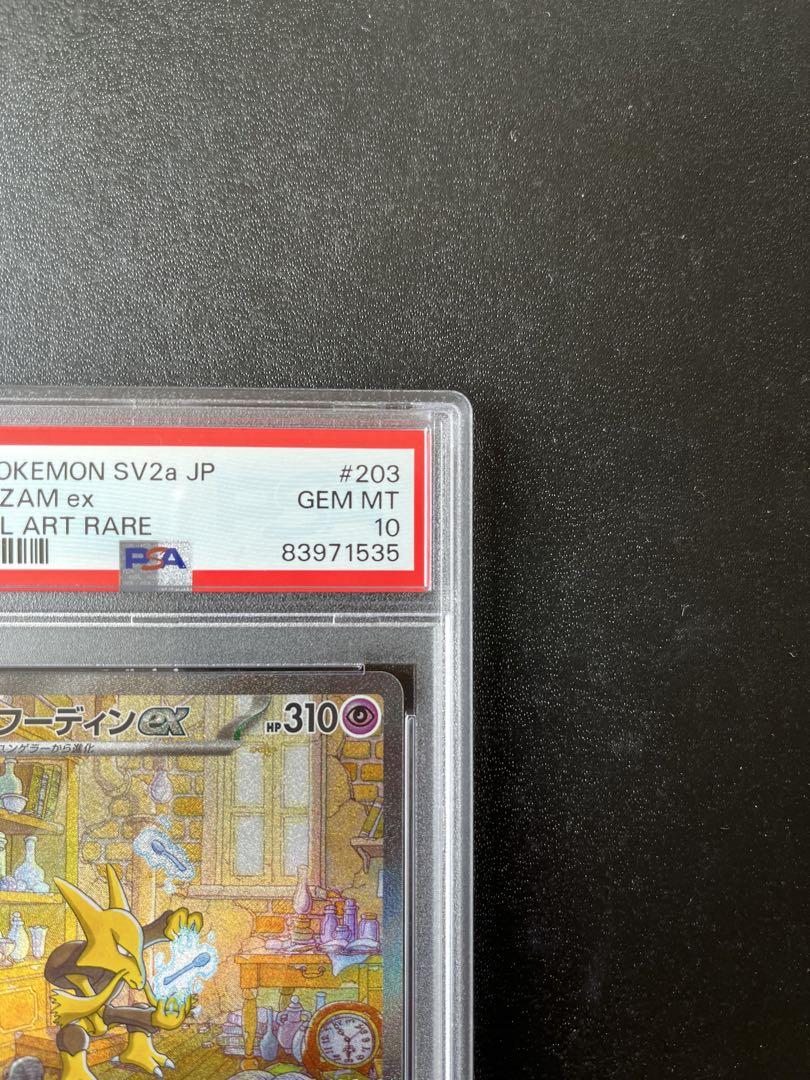 OKEMON SV2a JP #203
ZAM ex GEM MT
L ART RARE 10
PSA 83971535
フーディンex HP310
ユンゲラーから進化